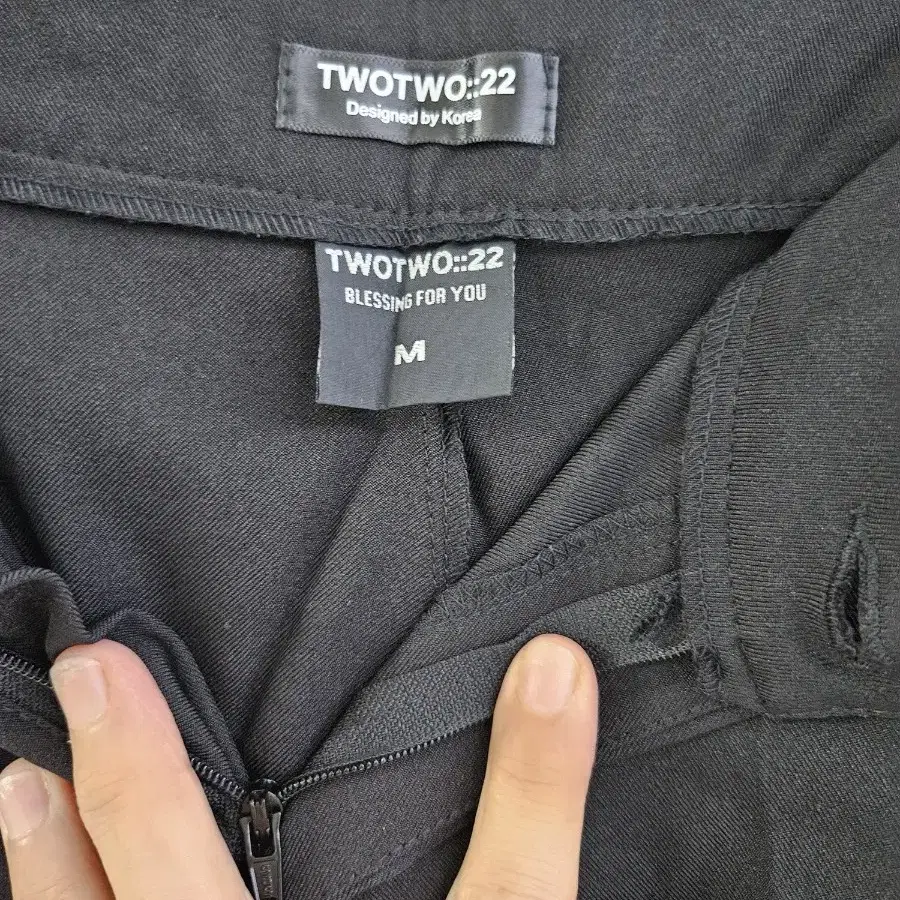 TWOTWO::22
Designed by Korea
TWOTWO::22
BLESSING FOR YOU
M